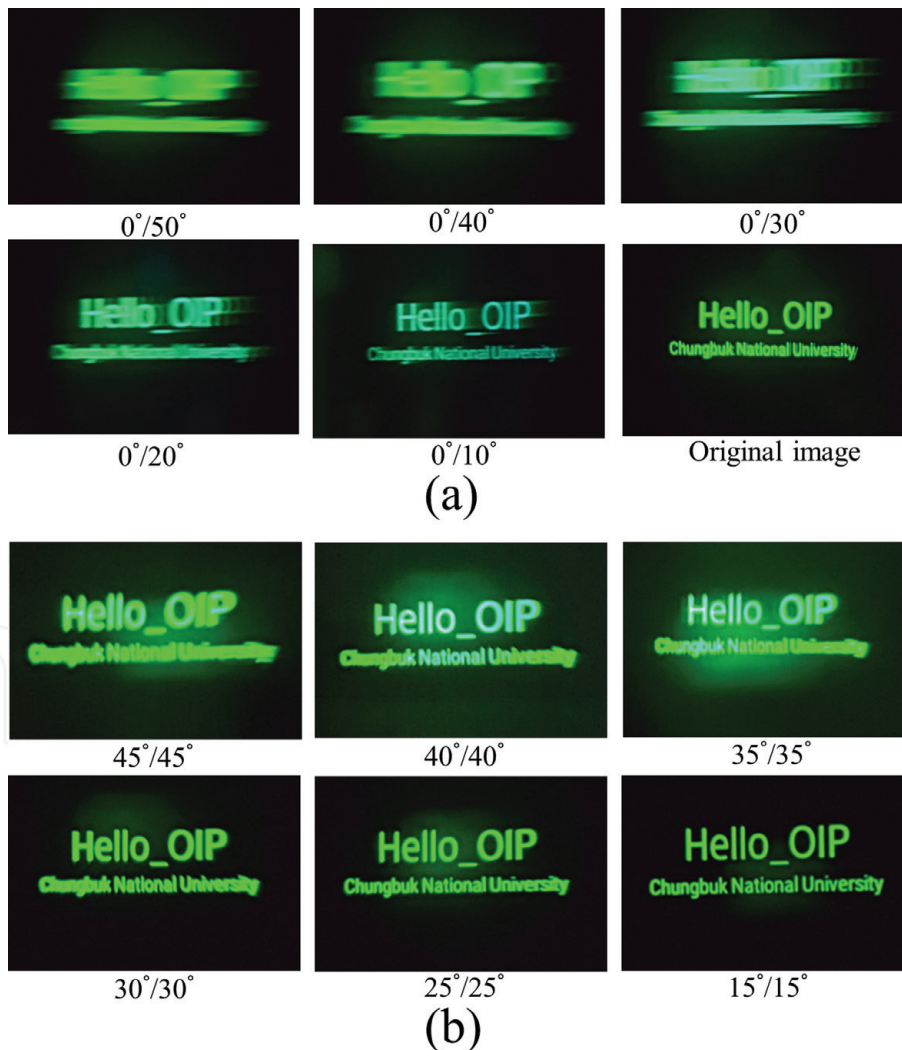 0°/50°
0°/40°
0°/30°
Hello_OIP
Chungbuk National University
Hello_OIP
Chungbuk National University
Hello_OIP
Chungbuk National University
0°/20°
0°/10°
Original image
(a)
Hello_OIP
Chungbuk National University
Hello_OIP
Chungbuk National University
Hello_OIP
Chungbuk National University
45°/45°
40°/40°
35°/35°
Hello_OIP
Chungbuk National University
Hello_OIP
Chungbuk National University
Hello_OIP
Chungbuk National University
30°/30°
25°/25°
15°/15°
(b)